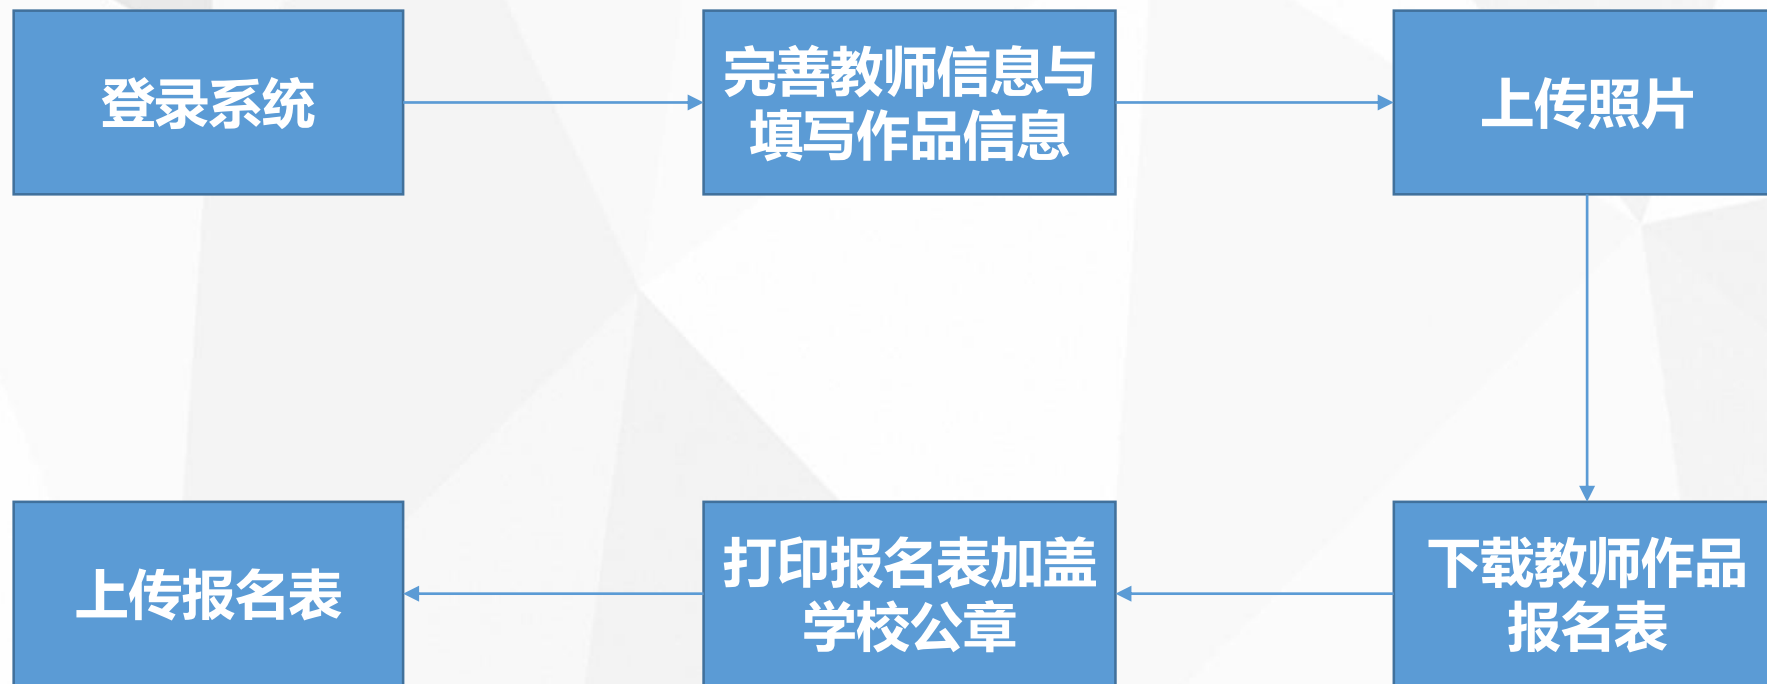 登录系统
完善教师信息与
填写作品信息
上传照片
下载教师作品
报名表
打印报名表加盖
学校公章
上传报名表